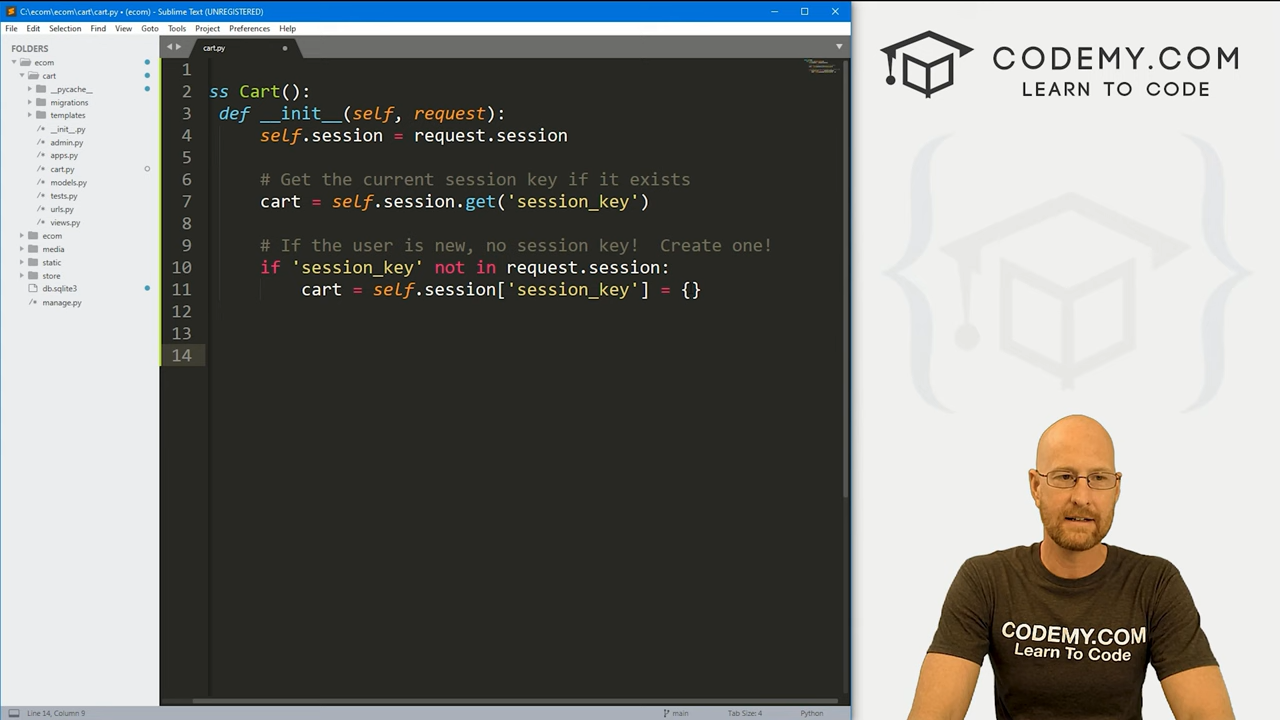 C:\ecom\ecom\cart\cart.py • (ecom) - Sublime Text (UNREGISTERED)
File Edit Selection Find View Goto Tools Project Preferences Help
FOLDERS
ecom
cart
__pycache__
migrations
templates
__init__.py
admin.py
apps.py
cart.py
models.py
tests.py
urls.py
views.py
ecom
media
static
store
db.sqlite3
manage.py
cart.py
1
2 ss Cart():
3 def __init__(self, request):
4 self.session = request.session
5
6 # Get the current session key if it exists
7 cart = self.session.get('session_key')
8
9 # If the user is new, no session key!  Create one!
10 if 'session_key' not in request.session:
11 cart = self.session['session_key'] = {}
12
13
14
Line 14, Column 9
main
Tab Size: 4
Python
CODEMY.COM
LEARN TO CODE
CODEMY.COM
Learn To Code